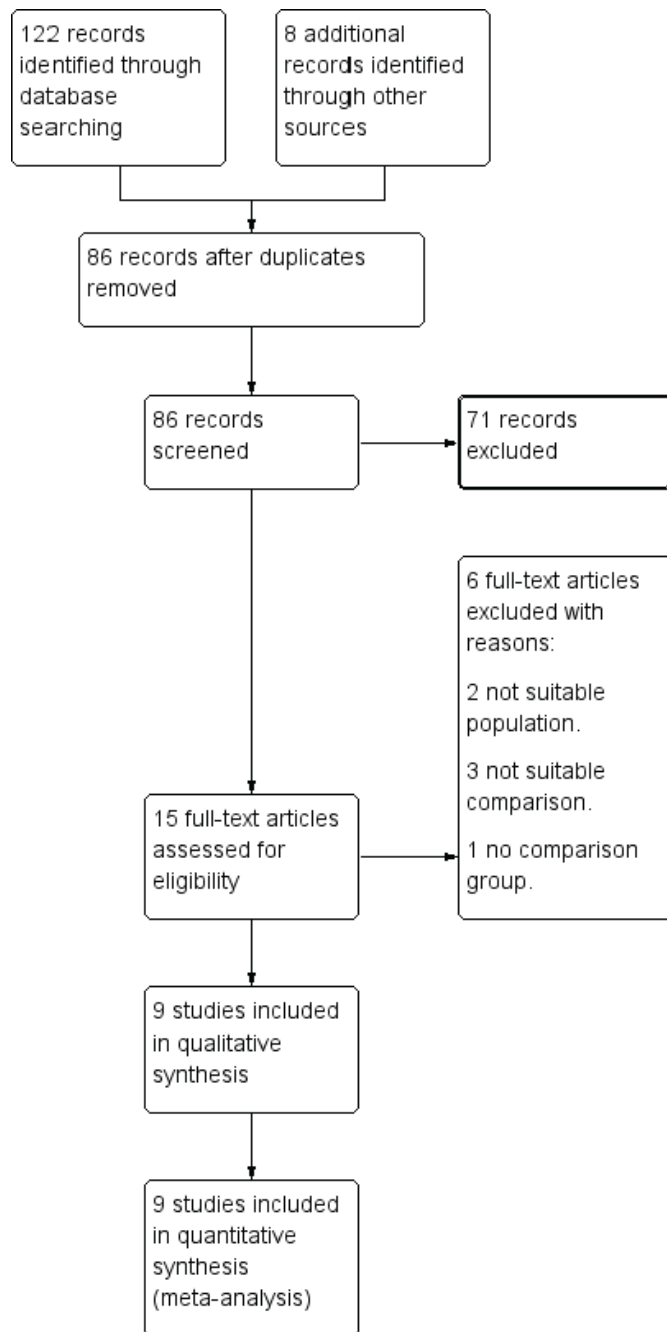 122 records
identified through
database
searching
8 additional
records identified
through other
sources
86 records after duplicates
removed
86 records
screened
71 records
excluded
6 full-text articles
excluded with
reasons:
2 not suitable
population.
3 not suitable
comparison.
1 no comparison
group.
15 full-text articles
assessed for
eligibility
9 studies included
in qualitative
synthesis
9 studies included
in quantitative
synthesis
(meta-analysis)